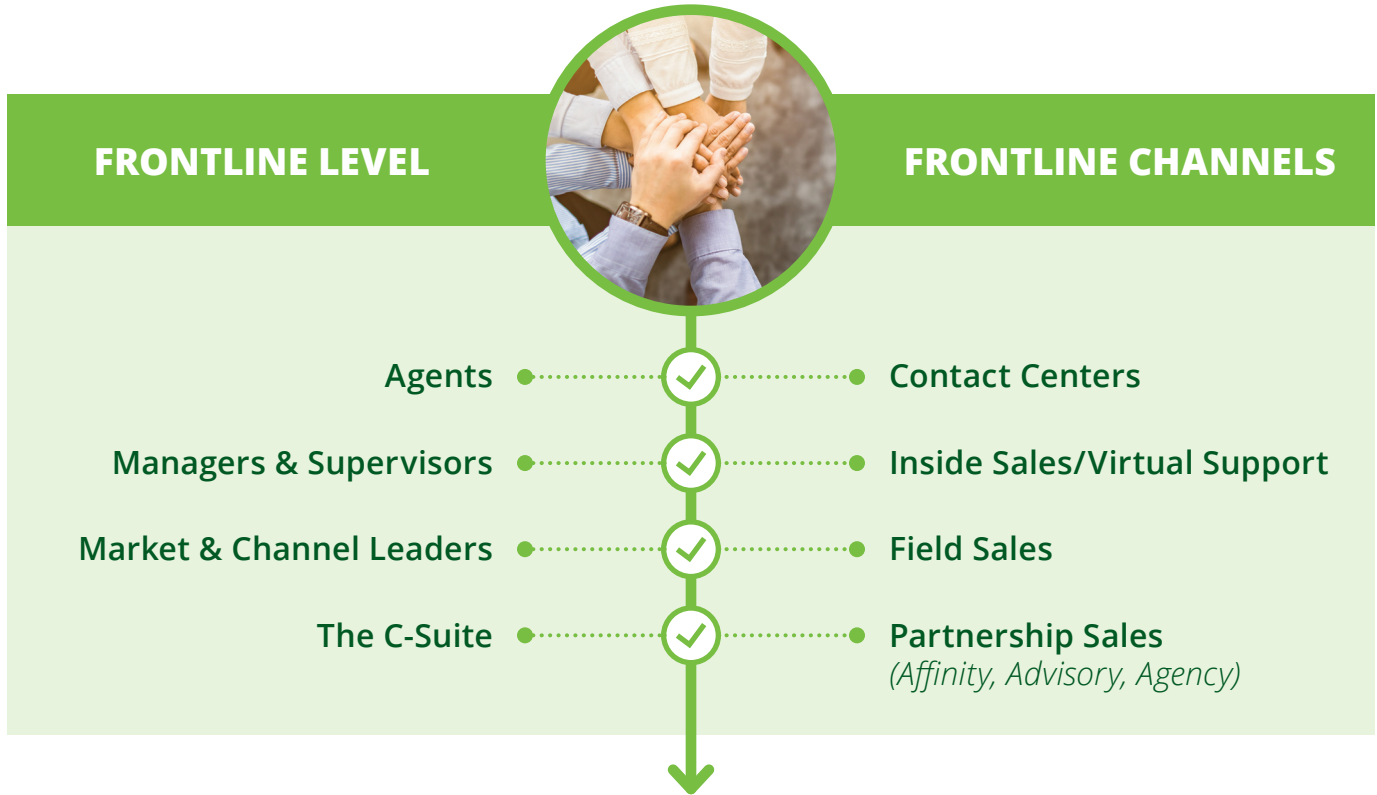 FRONTLINE LEVEL
FRONTLINE CHANNELS
Agents
Contact Centers
Managers & Supervisors
Inside Sales/Virtual Support
Market & Channel Leaders
Field Sales
The C-Suite
Partnership Sales
(Affinity, Advisory, Agency)